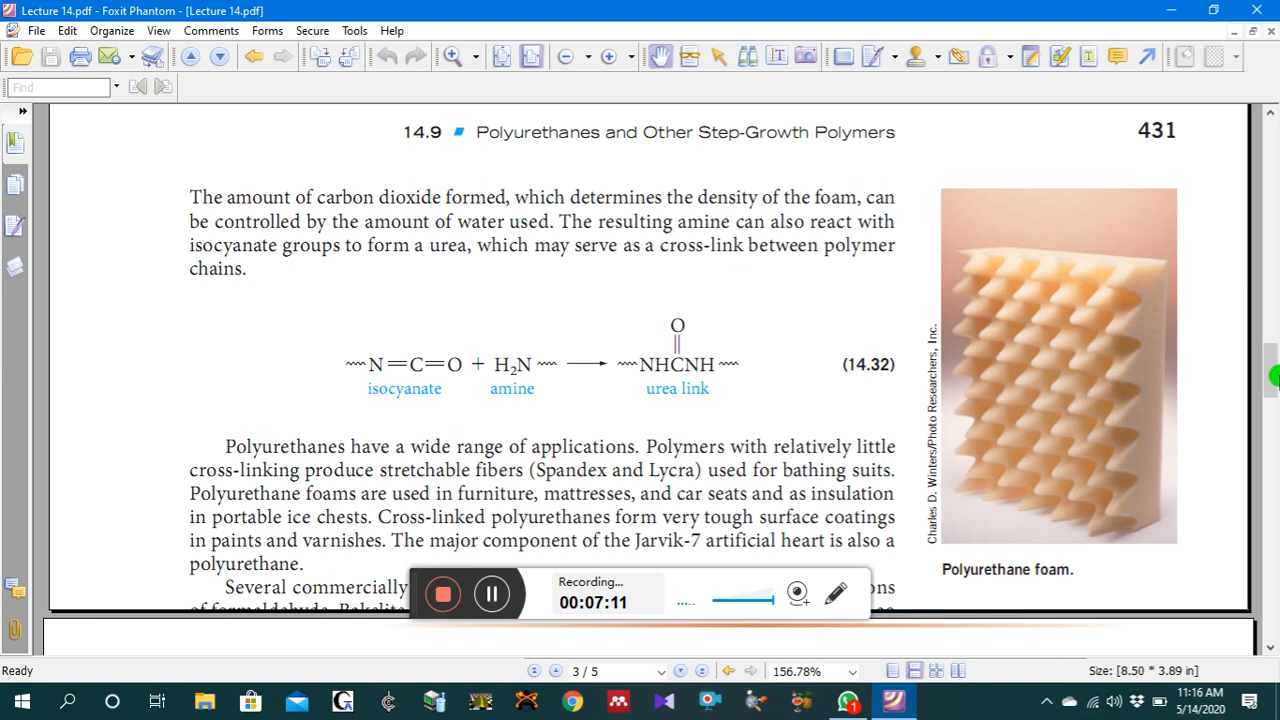 Lecture 14.pdf - Foxit Phantom - [Lecture 14.pdf]
File Edit Organize View Comments Forms Secure Tools Help
Find
14.9 Polyurethanes and Other Step-Growth Polymers 431
The amount of carbon dioxide formed, which determines the density of the foam, can
be controlled by the amount of water used. The resulting amine can also react with
isocyanate groups to form a urea, which may serve as a cross-link between polymer
chains.
O
N=C=O + H₂N → NHCNH (14.32)
isocyanate amine urea link
Polyurethanes have a wide range of applications. Polymers with relatively little
cross-linking produce stretchable fibers (Spandex and Lycra) used for bathing suits.
Polyurethane foams are used in furniture, mattresses, and car seats and as insulation
in portable ice chests. Cross-linked polyurethanes form very tough surface coatings
in paints and varnishes. The major component of the Jarvik-7 artificial heart is also a
polyurethane.
Several commercially
Charles D. Winters/Photo Researchers, Inc.
Polyurethane foam.
Recording...
00:07:11
Ready 3 / 5 156.78% Size: [8.50 * 3.89 in]
1
11:16 AM
5/14/2020